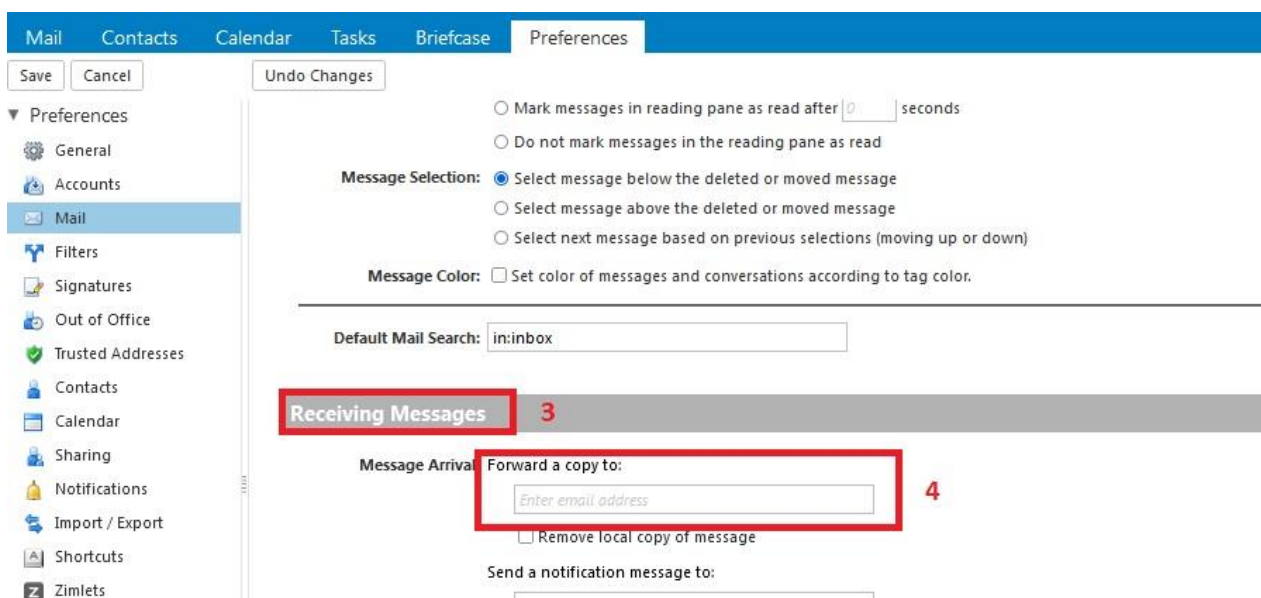 Mail Contacts Calendar Tasks Briefcase Preferences
Save Cancel Undo Changes
Preferences
General
Accounts
Mail
Filters
Signatures
Out of Office
Trusted Addresses
Contacts
Calendar
Sharing
Notifications
Import / Export
Shortcuts
Zimlets
Mark messages in reading pane as read after 0 seconds
Do not mark messages in the reading pane as read
Message Selection: Select message below the deleted or moved message
Select message above the deleted or moved message
Select next message based on previous selections (moving up or down)
Message Color: Set color of messages and conversations according to tag color.
Default Mail Search: in:inbox
Receiving Messages 3
Message Arrival Forward a copy to:
Enter email address 4
Remove local copy of message
Send a notification message to: